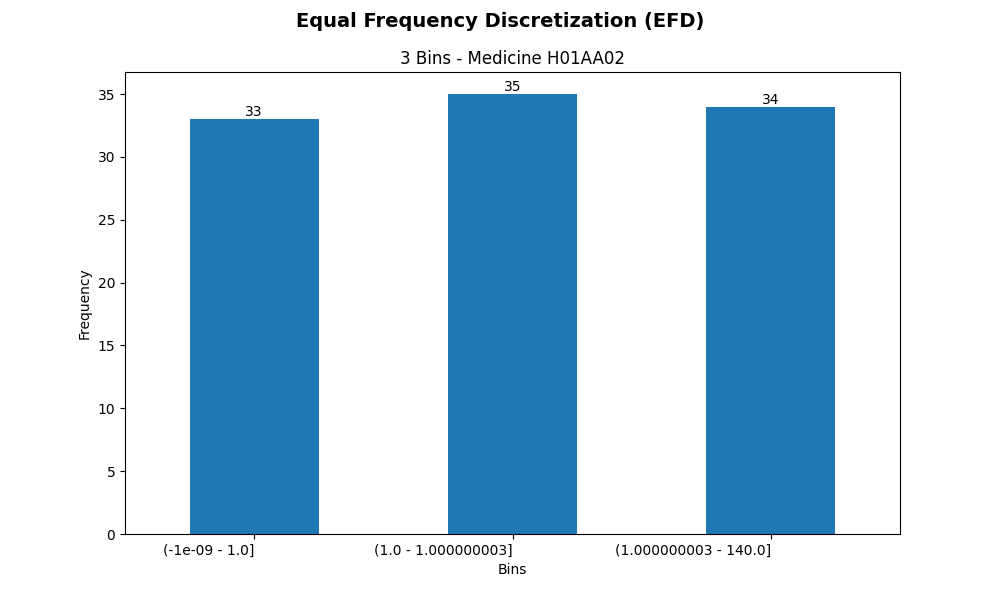 Equal Frequency Discretization (EFD)
3 Bins - Medicine H01AA02
35
30
25
20
15
10
5
0
Frequency
33
35
34
(-1e-09 - 1.0]
(1.0 - 1.000000003]
(1.000000003 - 140.0]
Bins